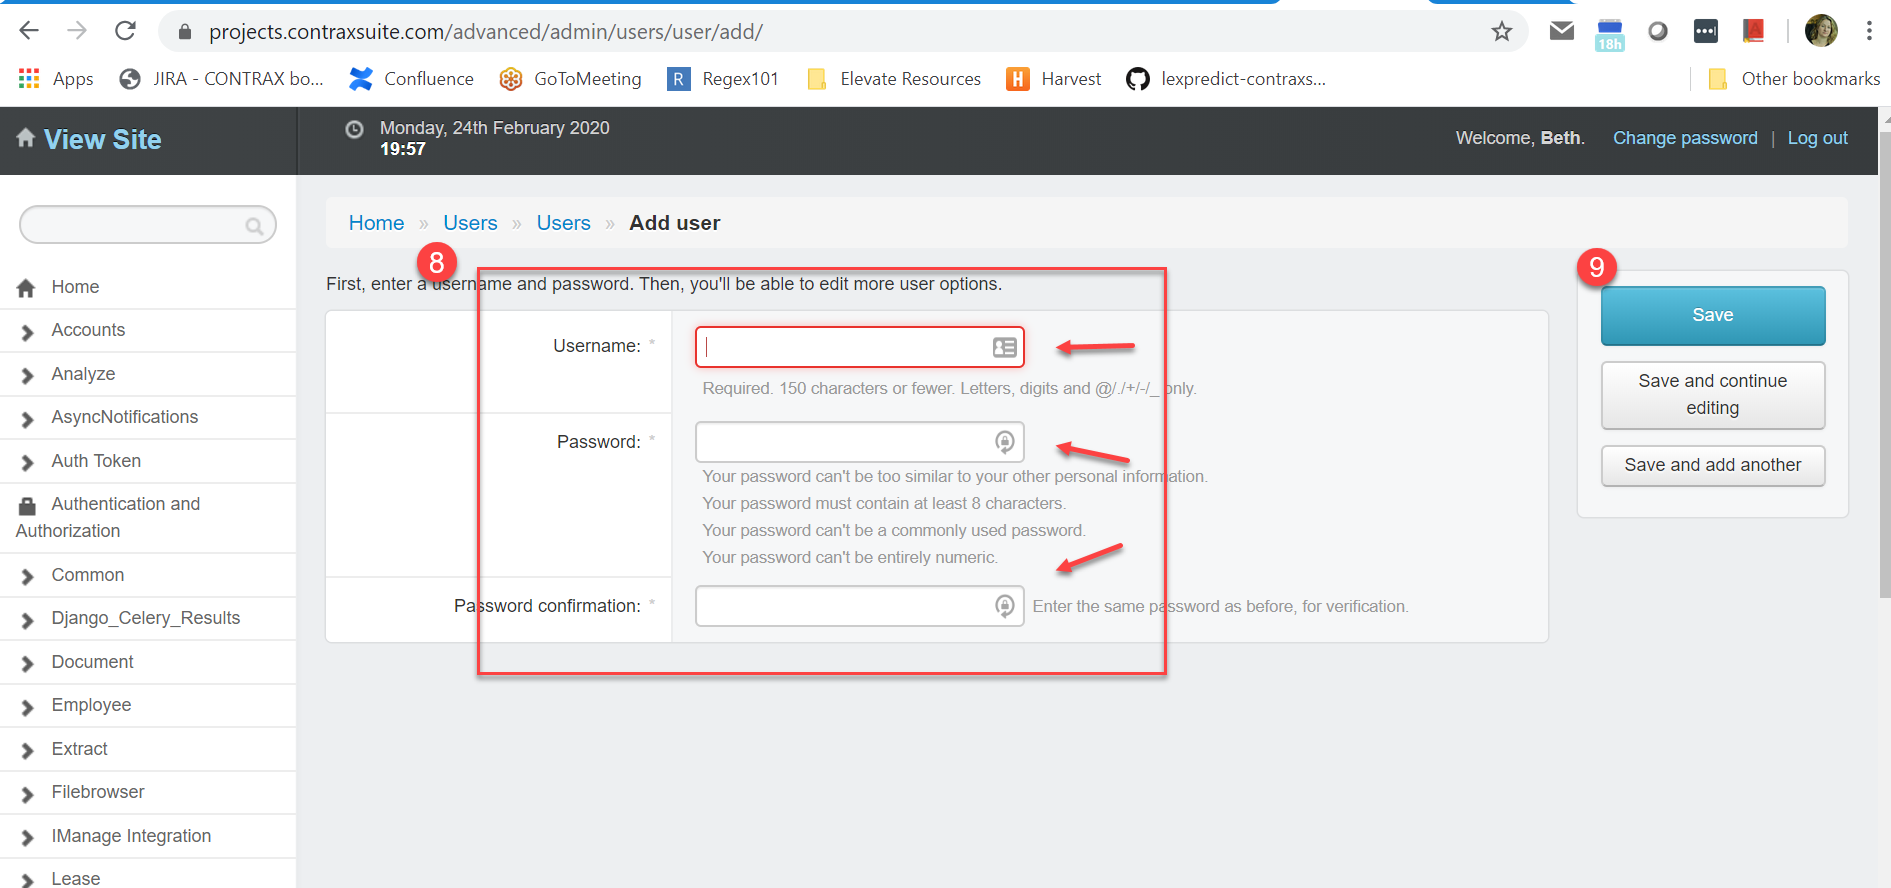 projects.contraxsuite.com/advanced/admin/users/user/add/
18h
Apps
JIRA - CONTRAX bo...
Confluence
R
Regex101
GoToMeeting
Elevate Resources
H
Harvest
lexpredict-contraxs...
Other bookmarks
View Site
Monday, 24th February 2020
19:57
Welcome, Beth.
Change password | Log out
Home » Users » Users » Add user
8
9
First, enter a username and password. Then, you'll be able to edit more user options.
Username: *
Required. 150 characters or fewer. Letters, digits and @/./+/-/_ only.
Password: *
Your password can't be too similar to your other personal information.
Your password must contain at least 8 characters.
Your password can't be a commonly used password.
Your password can't be entirely numeric.
Password confirmation: *
Enter the same password as before, for verification.
Save
Save and continue
editing
Save and add another
Home
Accounts
Analyze
AsyncNotifications
Auth Token
Authentication and
Authorization
Common
Django_Celery_Results
Document
Employee
Extract
Filebrowser
IManage Integration
Lease